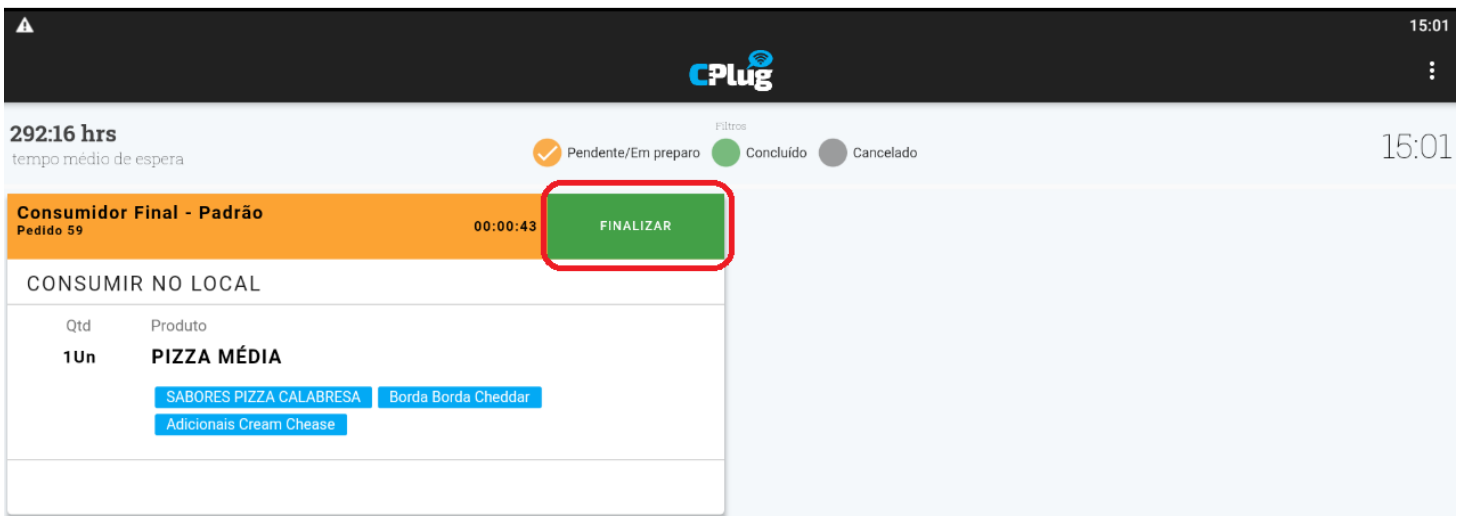 15:01
CPlug
292:16 hrs
tempo médio de espera
Filtros
Pendente/Em preparo Concluído Cancelado
15:01
Consumidor Final - Padrão
Pedido 59
00:00:43
FINALIZAR
CONSUMIR NO LOCAL
Qtd Produto
1Un PIZZA MÉDIA
SABORES PIZZA CALABRESA Borda Borda Cheddar
Adicionais Cream Chease